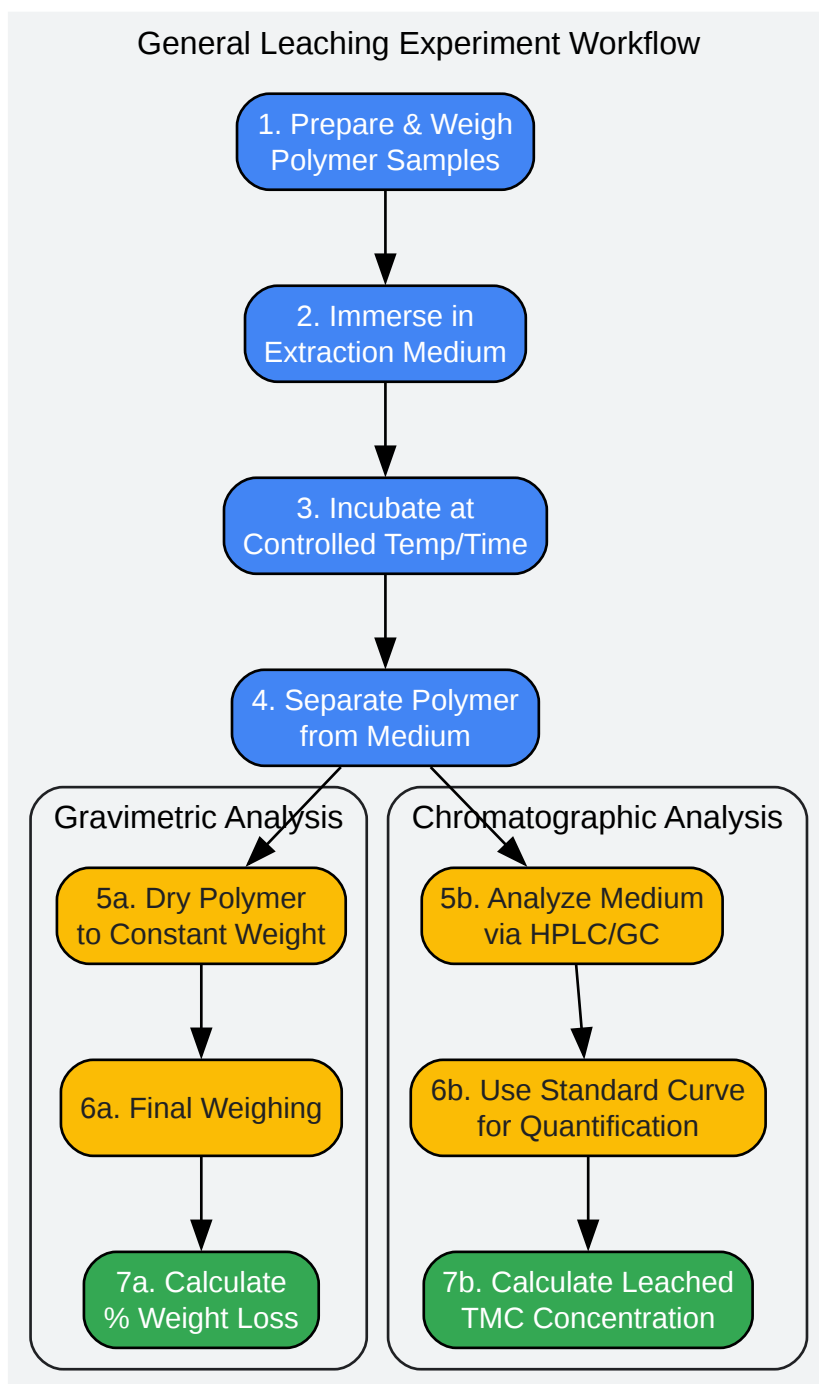 General Leaching Experiment Workflow
1. Prepare & Weigh
Polymer Samples
2. Immerse in
Extraction Medium
3. Incubate at
Controlled Temp/Time
4. Separate Polymer
from Medium
Gravimetric Analysis
5a. Dry Polymer
to Constant Weight
6a. Final Weighing
7a. Calculate
% Weight Loss
Chromatographic Analysis
5b. Analyze Medium
via HPLC/GC
6b. Use Standard Curve
for Quantification
7b. Calculate Leached
TMC Concentration